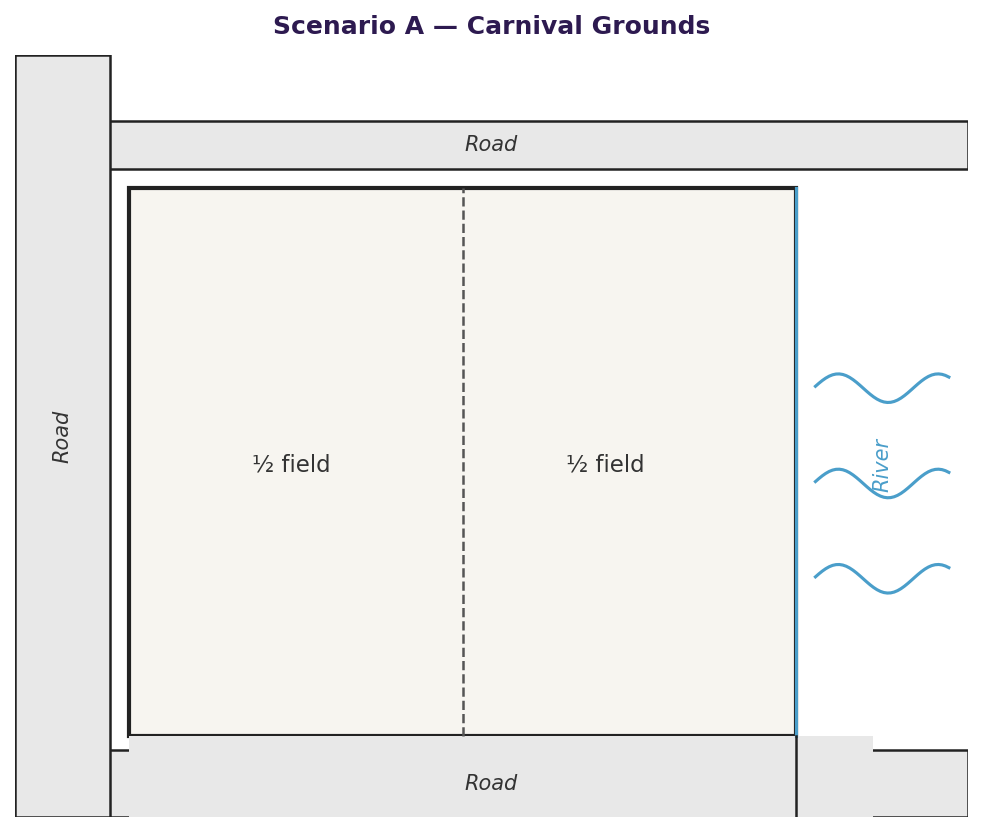 Scenario A — Carnival Grounds
Road
Road
½ field
½ field
River
Road